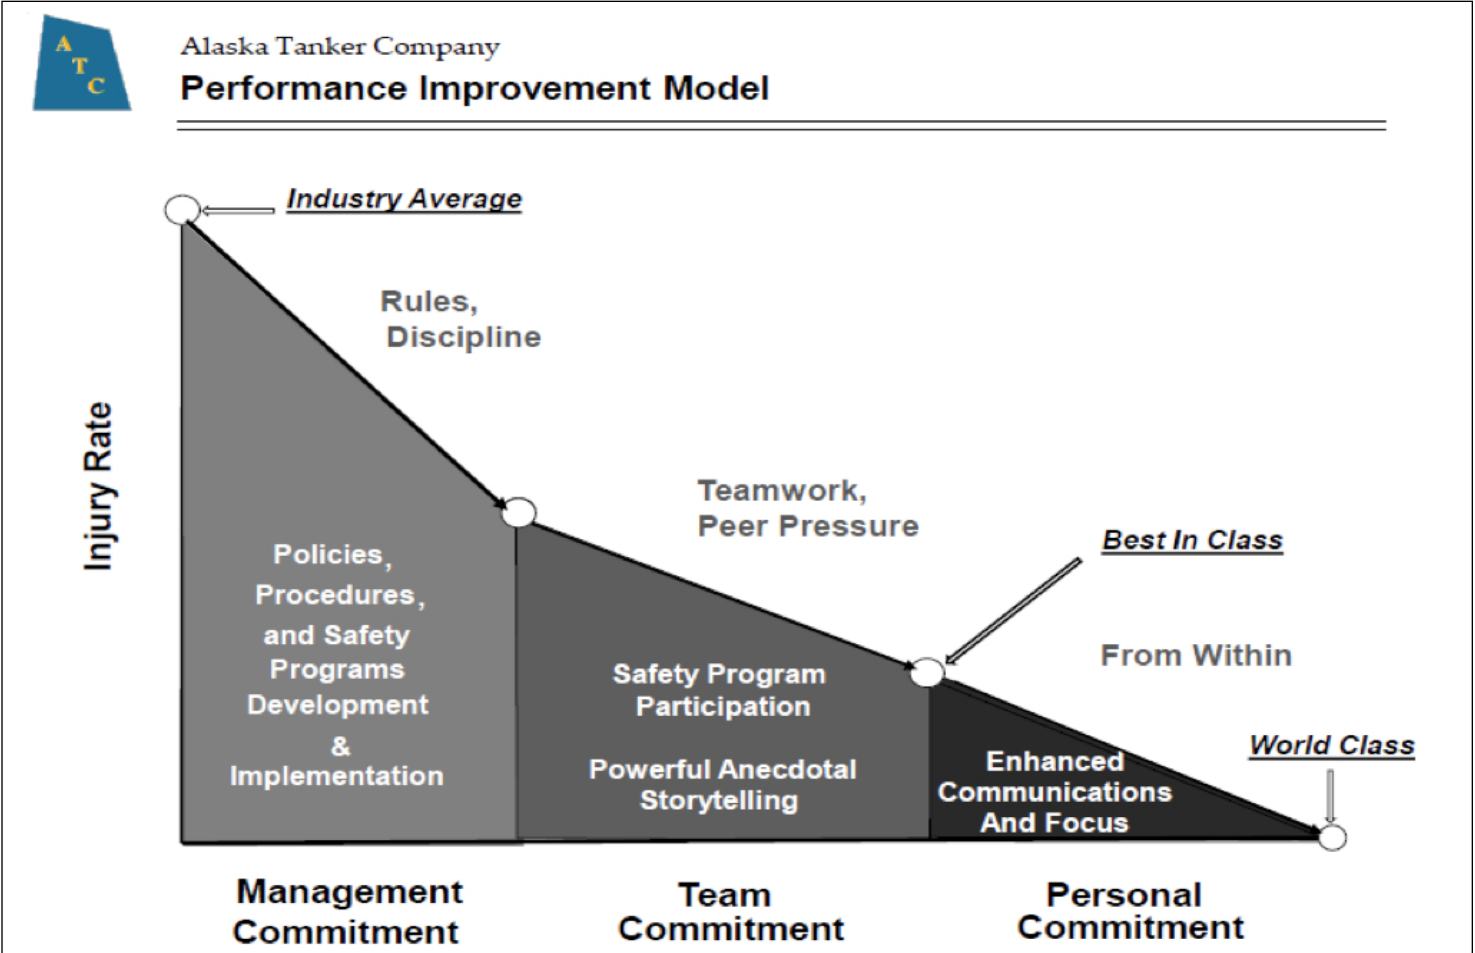 A
T
C
Alaska Tanker Company
Performance Improvement Model
Industry Average
Rules,
Discipline
Injury Rate
Teamwork,
Peer Pressure
Best In Class
From Within
World Class
Policies,
Procedures,
and Safety
Programs
Development
&
Implementation
Safety Program
Participation
Powerful Anecdotal
Storytelling
Enhanced
Communications
And Focus
Management
Commitment
Team
Commitment
Personal
Commitment